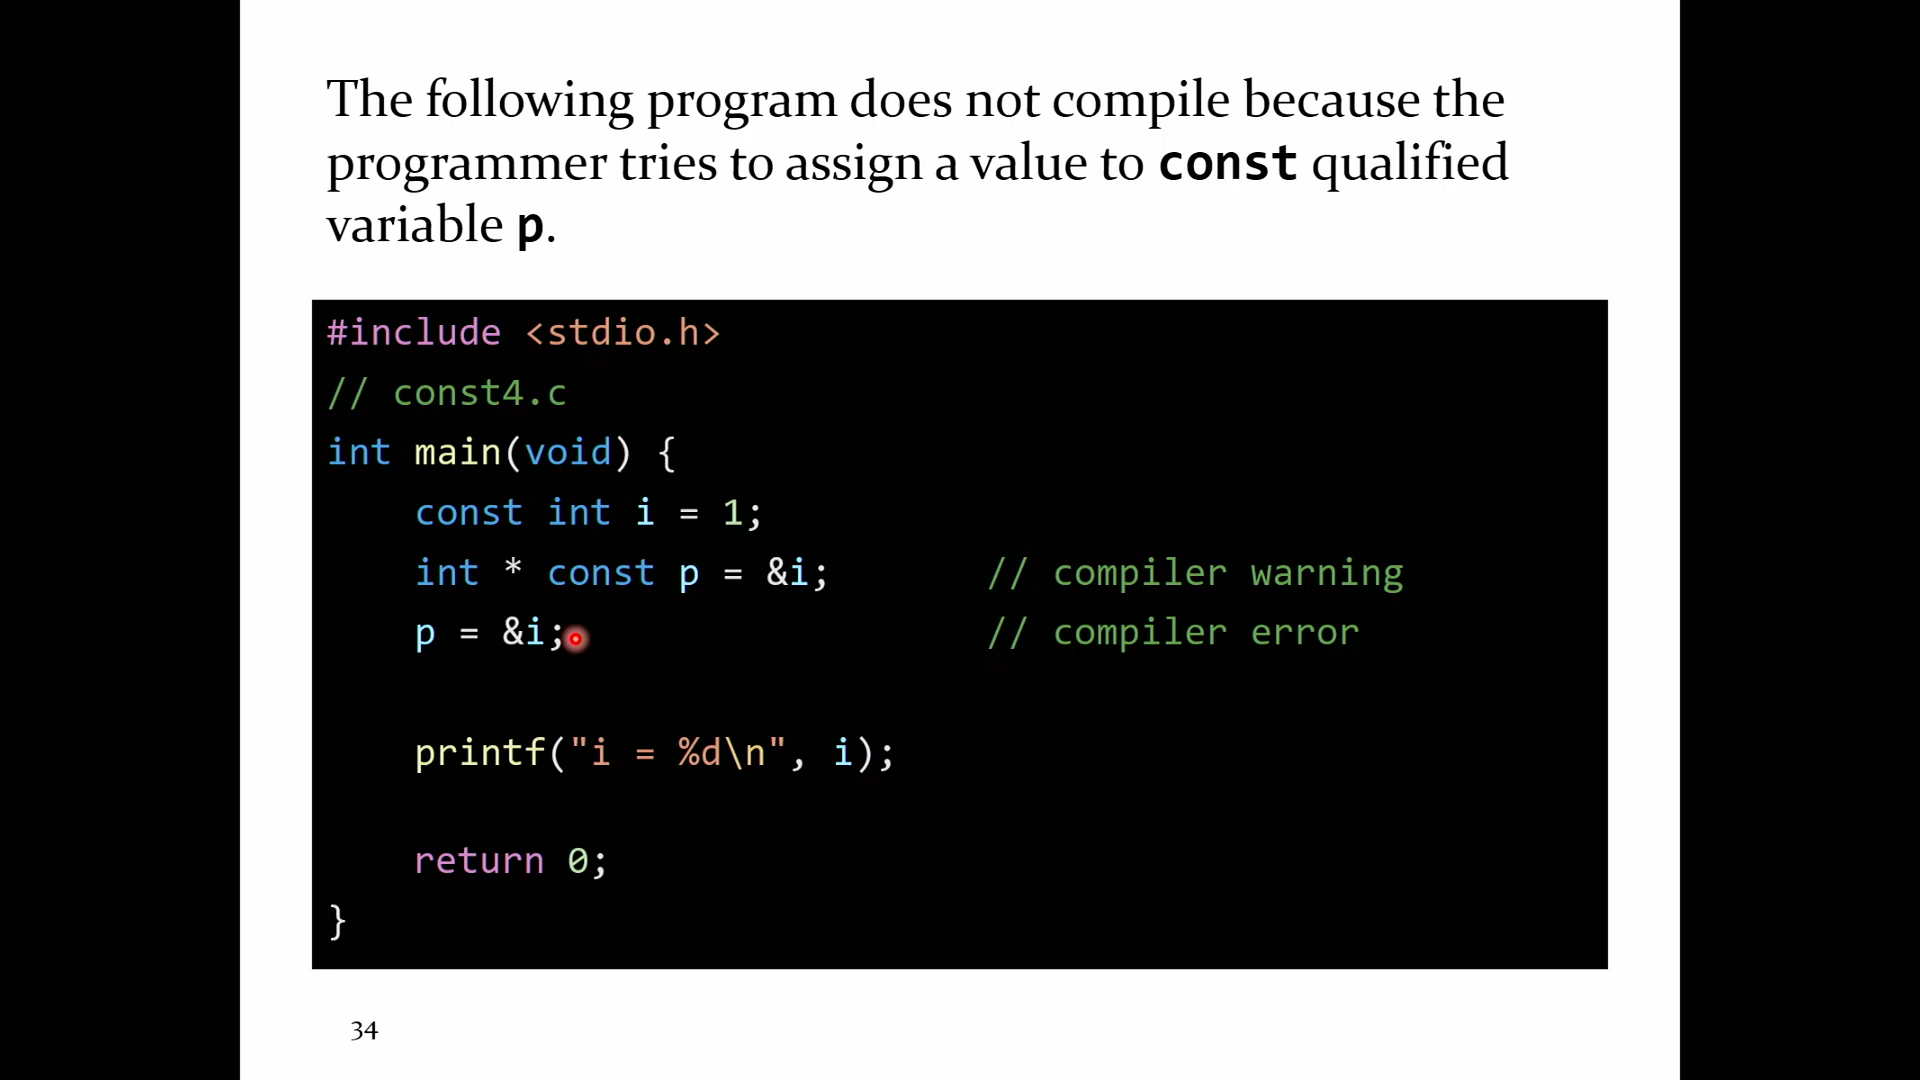 The following program does not compile because the
programmer tries to assign a value to const qualified
variable p.
#include <stdio.h>
// const4.c
int main(void) {
    const int i = 1;
    int * const p = &i;       // compiler warning
    p = &i;                   // compiler error
    printf("i = %d\n", i);
    return 0;
}
34